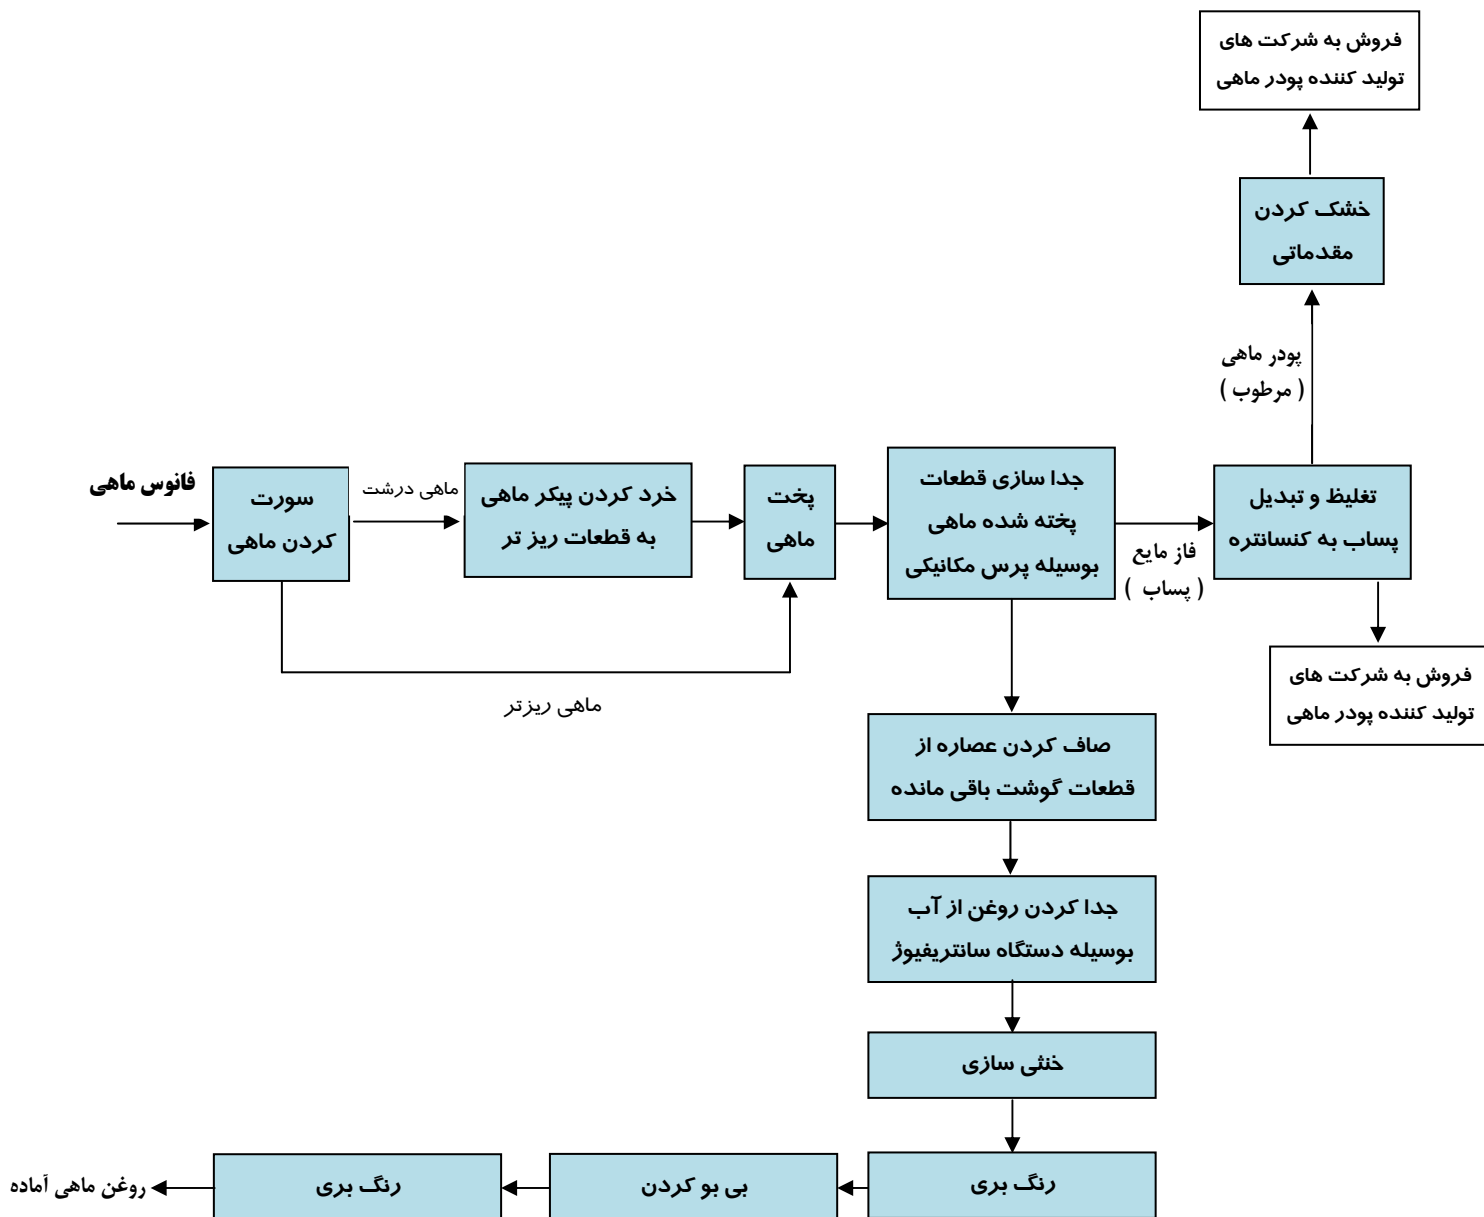 فروش به شرکت های
تولید کننده پودر ماهی
خشک کردن
مقدماتی
پودر ماهی
( مرطوب )
فانوس ماهی
سورت
کردن ماهی
ماهی درشت
خرد کردن پیکر ماهی
به قطعات ریز تر
پخت
ماهی
جدا سازی قطعات
پخته شده ماهی
بوسیله پرس مکانیکی
فاز مایع
( پساب )
تغلیظ و تبدیل
پساب به کنسانتره
فروش به شرکت های
تولید کننده پودر ماهی
ماهی ریزتر
صاف کردن عصاره از
قطعات گوشت باقی مانده
جدا کردن روغن از آب
بوسیله دستگاه سانتریفیوژ
خنثی سازی
رنگ بری
بی بو کردن
رنگ بری
روغن ماهی آماده